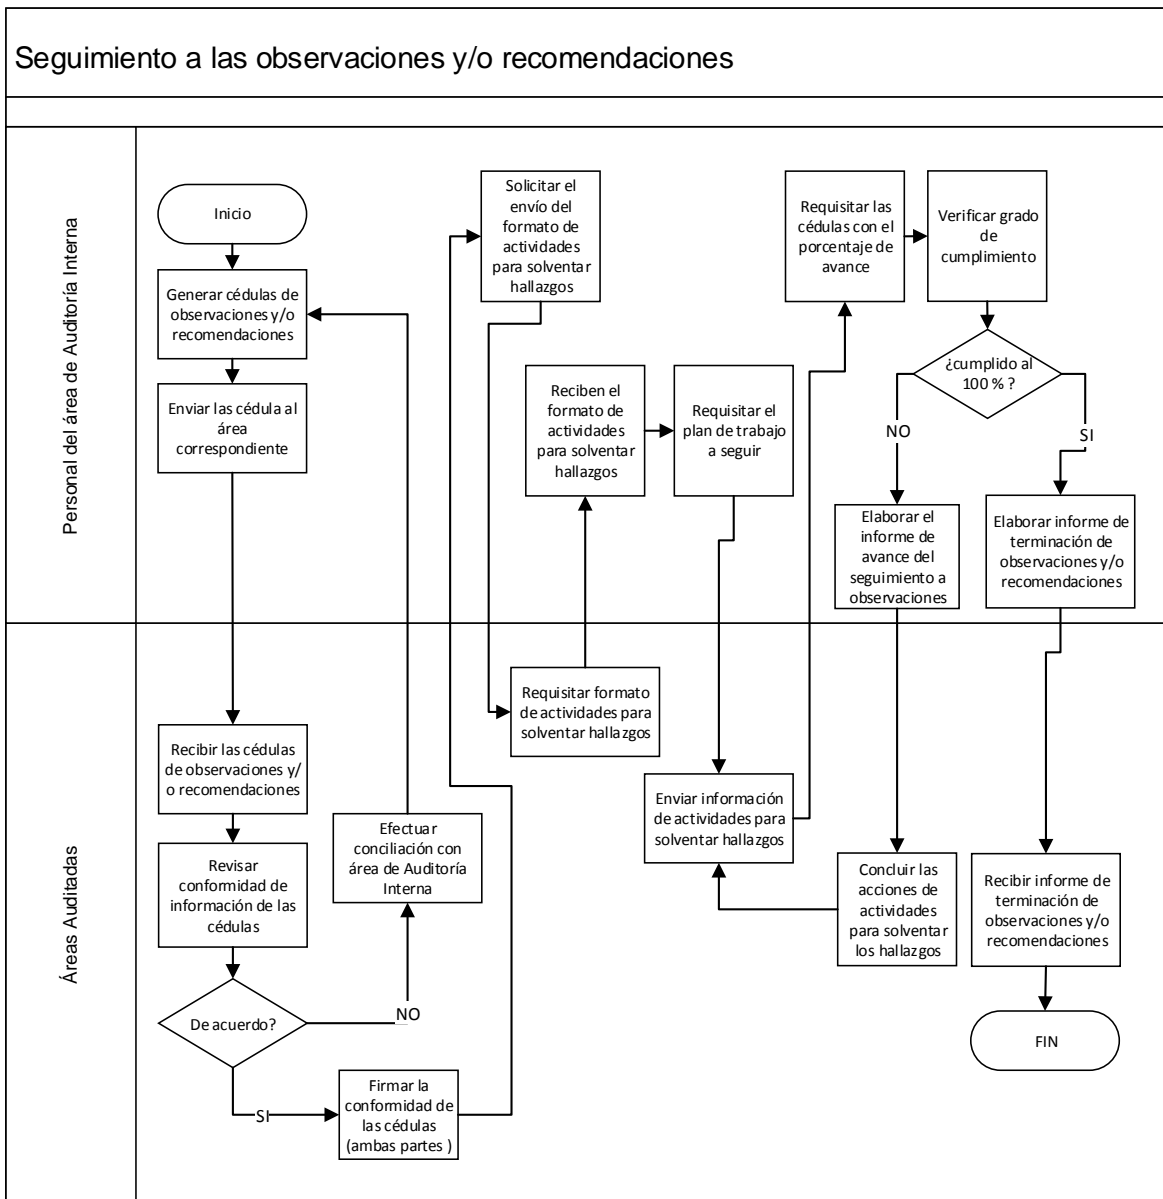 Seguimiento a las observaciones y/o recomendaciones
Personal del área de Auditoría Interna
Inicio
Generar cédulas de
observaciones y/o
recomendaciones
Enviar las cédula al
área
correspondiente
Solicitar el
envío del
formato de
actividades
para solventar
hallazgos
Reciben el
formato de
actividades
para solventar
hallazgos
Requisitar el
plan de trabajo
a seguir
Requisitar las
cédulas con el
porcentaje de
avance
Verificar grado
de
cumplimiento
¿cumplido al
100 % ?
NO
SI
Elaborar el
informe de
avance del
seguimiento a
observaciones
Elaborar informe de
terminación de
observaciones y/o
recomendaciones
Áreas Auditadas
Recibir las cédulas
de observaciones y/
o recomendaciones
Revisar
conformidad de
información de las
cédulas
De acuerdo?
NO
SI
Efectuar
conciliación con
área de Auditoría
Interna
Firmar la
conformidad de
las cédulas
(ambas partes )
Requisitar formato
de actividades para
solventar hallazgos
Enviar información
de actividades para
solventar hallazgos
Concluir las
acciones de
actividades
para solventar
los hallazgos
Recibir informe de
terminación de
observaciones y/o
recomendaciones
FIN